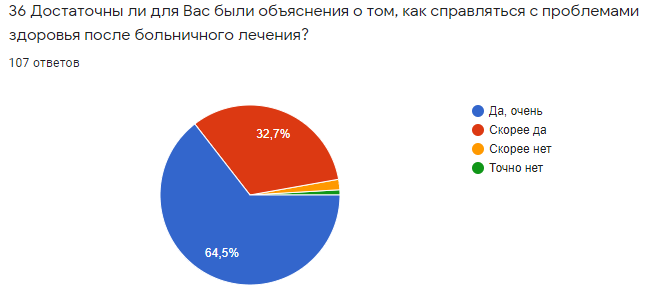 36 Достаточны ли для Вас были объяснения о том, как справляться с проблемами
здоровья после больничного лечения?
107 ответов
32,7%
64,5%
Да, очень
Скорее да
Скорее нет
Точно нет